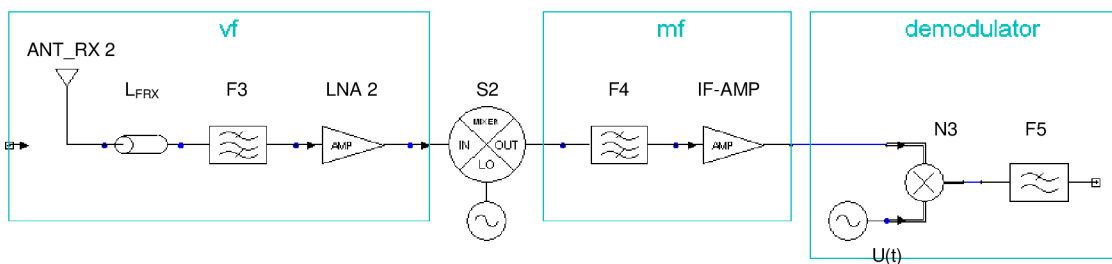 vf
mf
demodulator
ANT_RX 2
LFRX
F3
LNA 2
S2
F4
IF-AMP
N3
F5
MIXER
IN
OUT
LO
AMP
AMP
U(t)